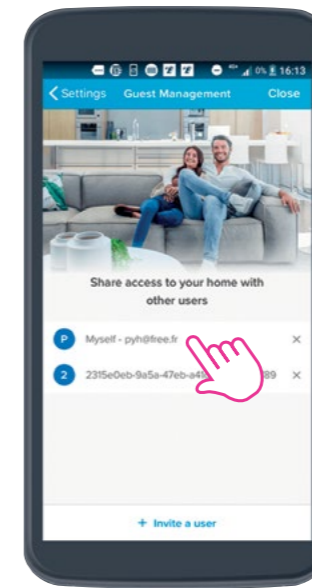 0% 16:13
Settings Guest Management Close
Share access to your home with
other users
P Myself - pyh@free.fr ×
2 2315e0eb-9a5a-47eb-a4 89 ×
+ Invite a user